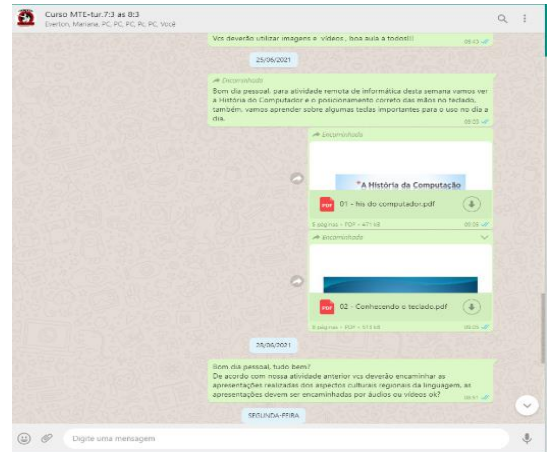 Curso MTE-tur.7:3 as 8:3
Everton, Mariana, PC, PC, PC, Pc, PC, Você
Vcs deverão utilizar imagens e vídeos , boa aula a todos!!!
25/06/2021
Encaminhada
Bom dia pessoal, para atividade remota de informática desta semana vamos ver
a História do Computador e o posicionamento correto das mãos no teclado,
também, vamos aprender sobre algumas teclas importantes para o uso no dia a
dia.
Encaminhada
"A História da Computação
PDF 01 - his do computador.pdf
PDF
Encaminhada
PDF 02 - Conhecendo o teclado.pdf
PDF
28/06/2021
Bom dia pessoal, tudo bem?
De acordo com nossa atividade anterior vcs deverão encaminhar as
apresentações realizadas dos aspectos culturais regionais da linguagem, as
apresentações devem ser encaminhadas por áudios ou vídeos ok?
SEGUNDA-FEIRA
Digite uma mensagem